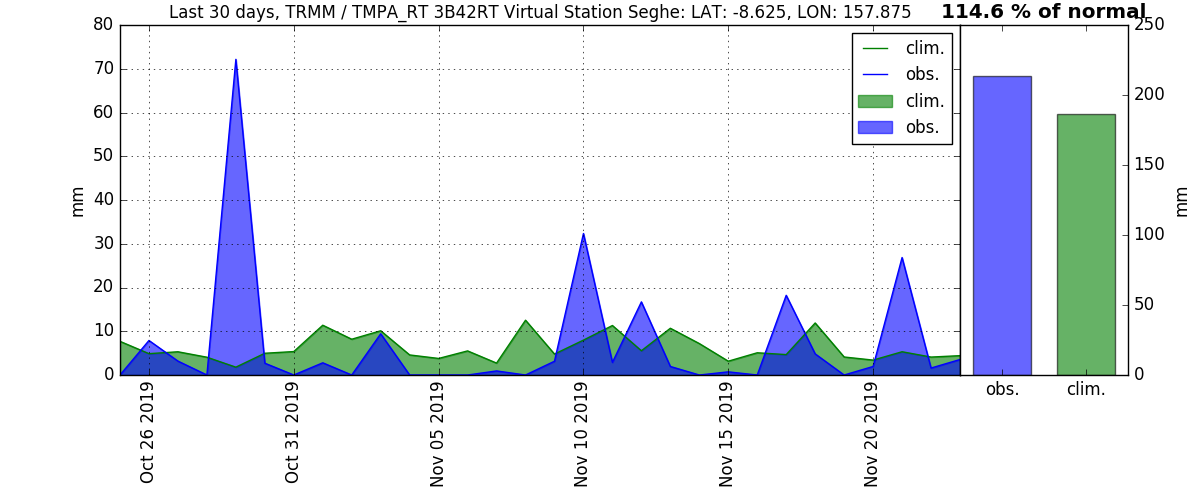 Last 30 days, TRMM / TMPA_RT 3B42RT Virtual Station Seghe: LAT: -8.625, LON: 157.875
114.6 % of normal
80
70
60
50
40
30
20
10
0
mm
clim.
obs.
clim.
obs.
Oct 26 2019
Oct 31 2019
Nov 05 2019
Nov 10 2019
Nov 15 2019
Nov 20 2019
250
200
150
100
50
0
mm
obs.
clim.